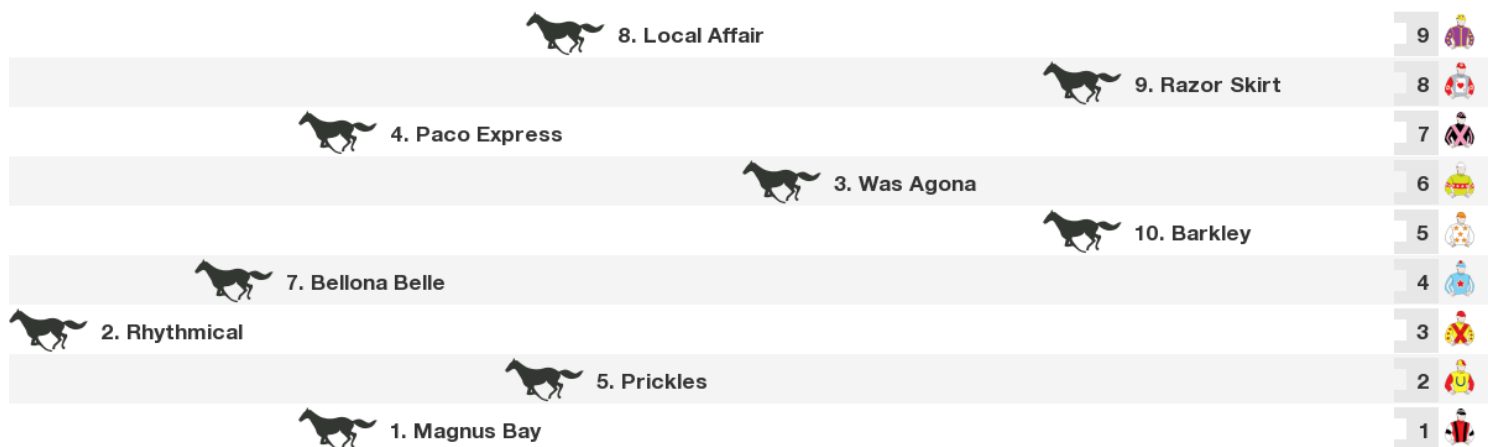 8. Local Affair 9
9. Razor Skirt 8
4. Paco Express 7
3. Was Agona 6
10. Barkley 5
7. Bellona Belle 4
2. Rhythmical 3
5. Prickles 2
1. Magnus Bay 1